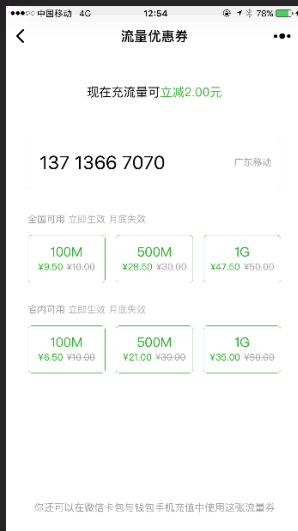 中国移动 4G 12:54 78%
流量优惠券
现在充流量可立减2.00元
137 1366 7070 广东移动
全国可用 立即生效 月底失效
100M 500M 1G
¥9.50 ¥10.00 ¥28.50 ¥30.00 ¥47.50 ¥50.00
省内可用 立即生效 月底失效
100M 500M 1G
¥6.50 ¥10.00 ¥21.00 ¥30.00 ¥35.00 ¥50.00
你还可以在微信卡包与钱包手机充值中使用这张流量券